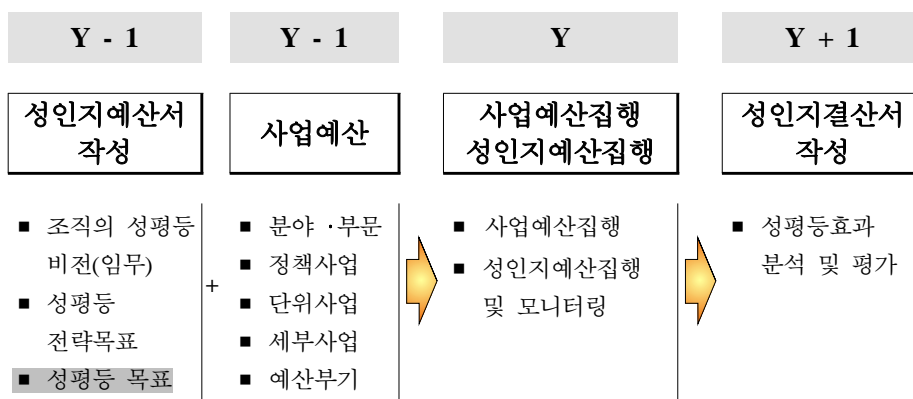 Y - 1
Y - 1
Y
Y + 1
성인지예산서
작성
사업예산
사업예산집행
성인지예산집행
성인지결산서
작성
■ 조직의 성평등
비전(임무)
■ 성평등
전략목표
■ 성평등 목표
+
■ 분야 ·부문
■ 정책사업
■ 단위사업
■ 세부사업
■ 예산부기
■ 사업예산집행
■ 성인지예산집행
및 모니터링
■ 성평등효과
분석 및 평가